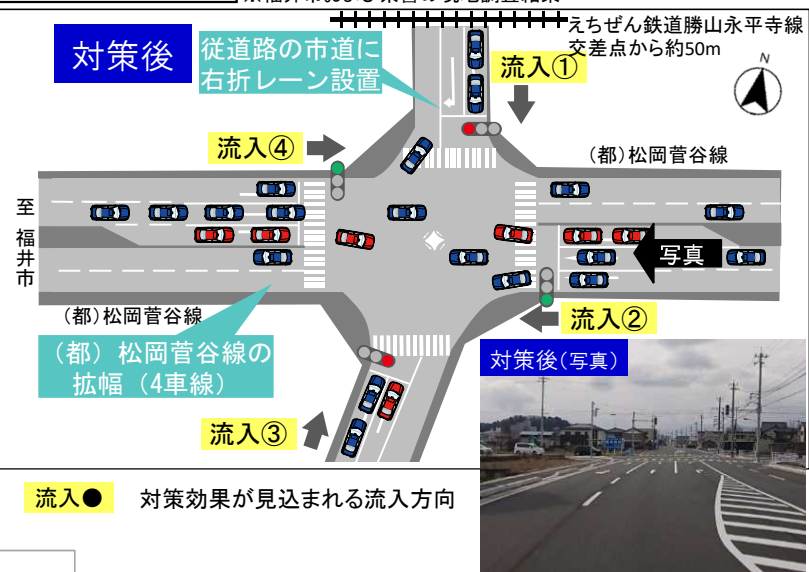 対策後
従道路の市道に
右折レーン設置
流入①
えちぜん鉄道勝山永平寺線
交差点から約50m
N
流入④
(都)松岡菅谷線
至
福
井
市
写真
(都)松岡菅谷線
流入②
(都) 松岡菅谷線の
拡幅 (4車線)
対策後(写真)
流入③
流入●
対策効果が見込まれる流入方向